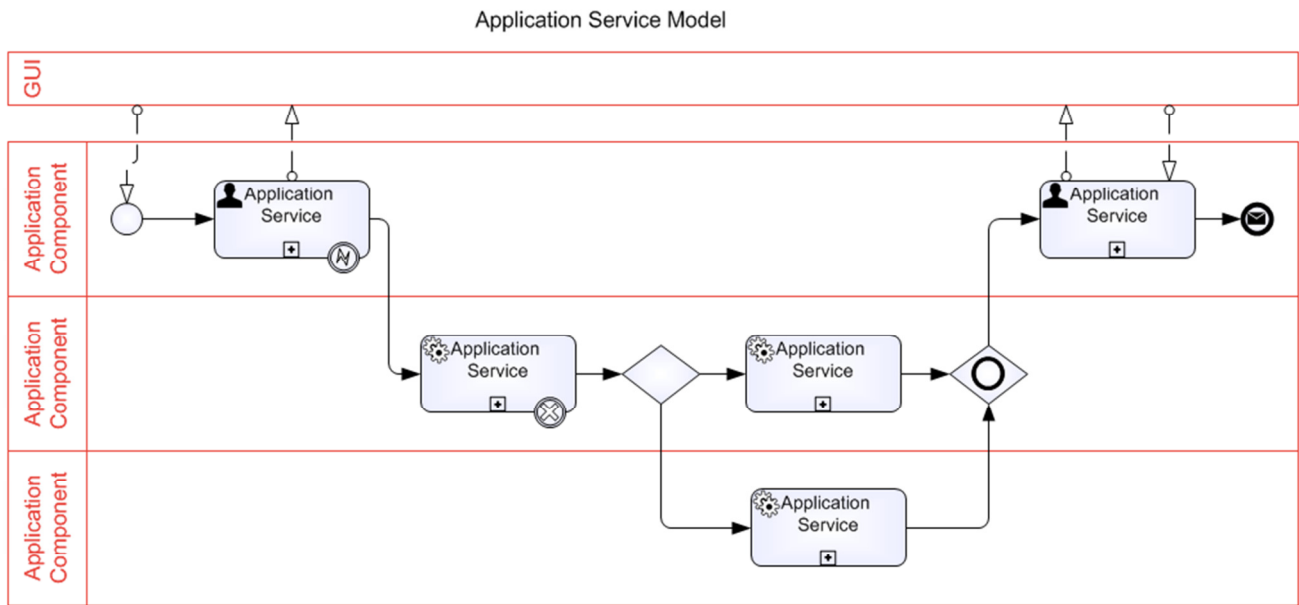 Application Service Model
GUI
Application
Component
Application
Service
Application
Service
Application
Component
Application
Service
Application
Service
Application
Component
Application
Service